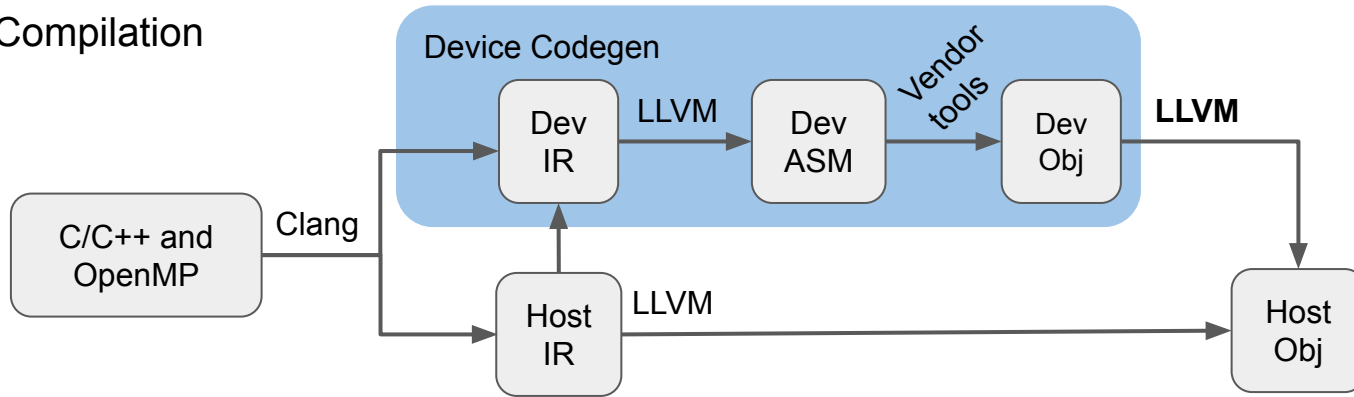 Compilation
Device Codegen
Vendor
tools
Dev
IR
LLVM
Dev
ASM
Dev
Obj
LLVM
C/C++ and
OpenMP
Clang
Host
IR
LLVM
Host
Obj